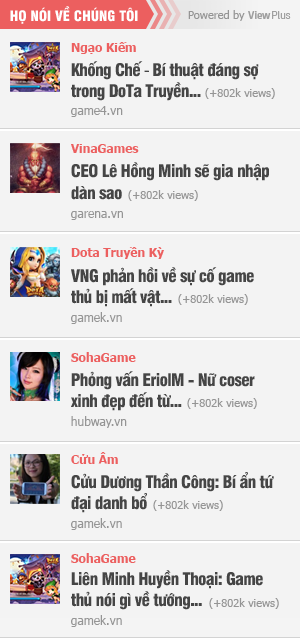 HỌ NÓI VỀ CHÚNG TÔI
Powered by ViewPlus
Ngạo Kiếm
Khống Chế - Bí thuật đáng sợ
trong DoTa Truyền... (+802k views)
game4.vn
VinaGames
CEO Lê Hồng Minh sẽ gia nhập
dàn sao (+802k views)
garena.vn
Dota Truyền Kỳ
VNG phản hồi về sự cố game
thủ bị mất vật... (+802k views)
gamek.vn
SohaGame
Phỏng vấn EriolM - Nữ coser
xinh đẹp đến từ... (+802k views)
hubway.vn
Cửu Âm
Cửu Dương Thần Công: Bí ẩn tứ
đại danh bổ (+802k views)
gamek.vn
SohaGame
Liên Minh Huyền Thoại: Game
thủ nói gì về tướng... (+802k views)
gamek.vn